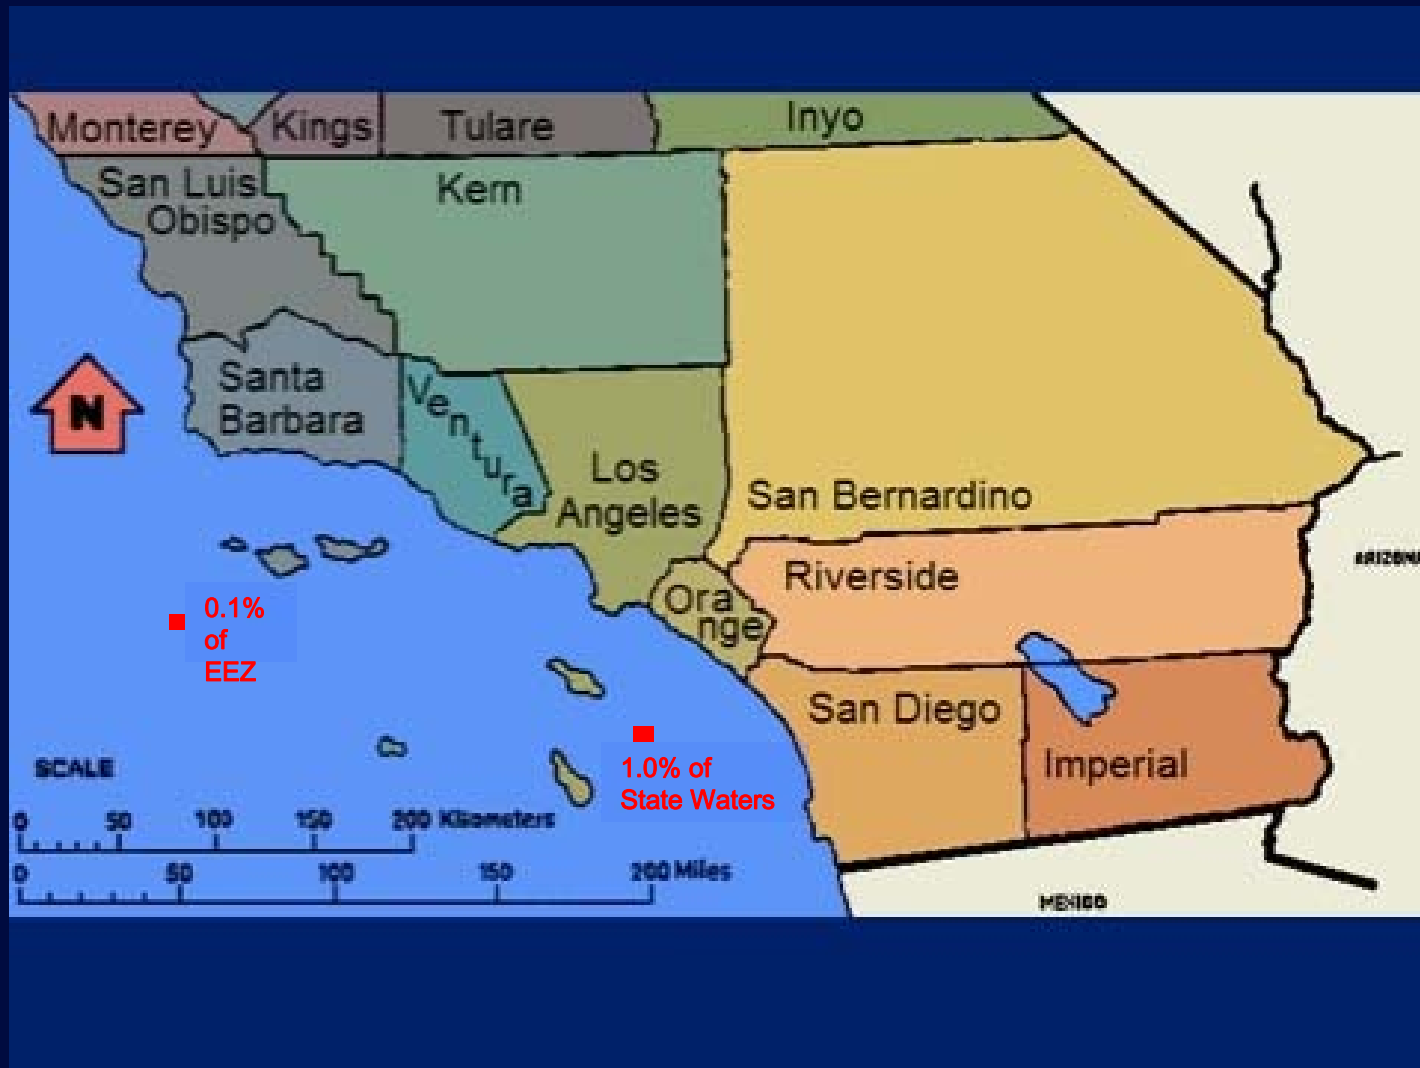 Monterey
Kings
Tulare
Inyo
San Luis
Obispo
Kern
Santa
Barbara
Ventura
Los
Angeles
San Bernardino
N
Ora
nge
Riverside
ARIZONA
0.1%
of
EEZ
San Diego
Imperial
1.0% of
State Waters
SCALE
0 50 100 150 200 Kilometers
0 50 100 150 200 Miles
MEXICO